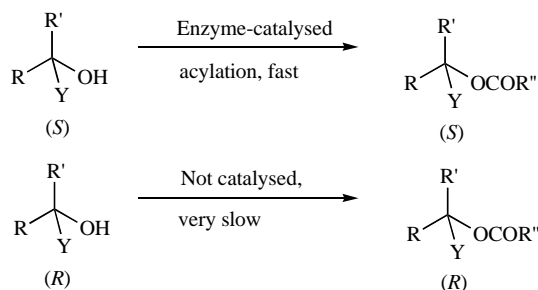 R' R'
R OH Enzyme-catalysed R OCOR"
Y acylation, fast Y
(S) (S)
R' R'
R OH Not catalysed, R OCOR"
Y very slow Y
(R) (R)